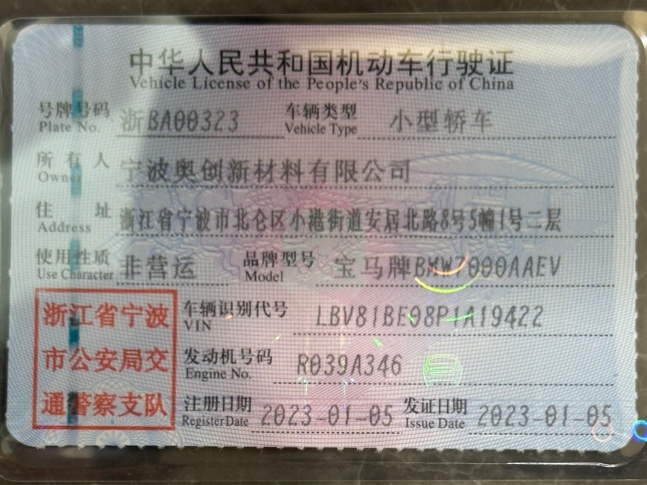 中华人民共和国机动车行驶证
Vehicle License of the People's Republic of China
号牌号码 浙BA00323 车辆类型 小型轿车
Plate No. Vehicle Type
所有人 宁波奥创新材料有限公司
Owner
住址 浙江省宁波市北仑区小港街道安居北路8号5幢1号二层
Address
使用性质 非营运 品牌型号 宝马牌BMW7000AAEV
Use Character Model
浙江省宁波 车辆识别代号 LBV81BE08P1A19422
VIN
市公安局交 发动机号码 R039A346
Engine No.
通警察支队 注册日期 2023-01-05 发证日期 2023-01-05
Register Date Issue Date